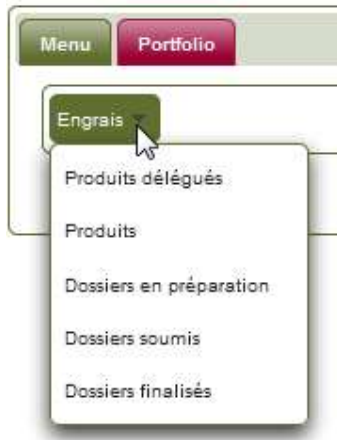 Menu Portfolio
Engrais
Produits délégués
Produits
Dossiers en préparation
Dossiers soumis
Dossiers finalisés